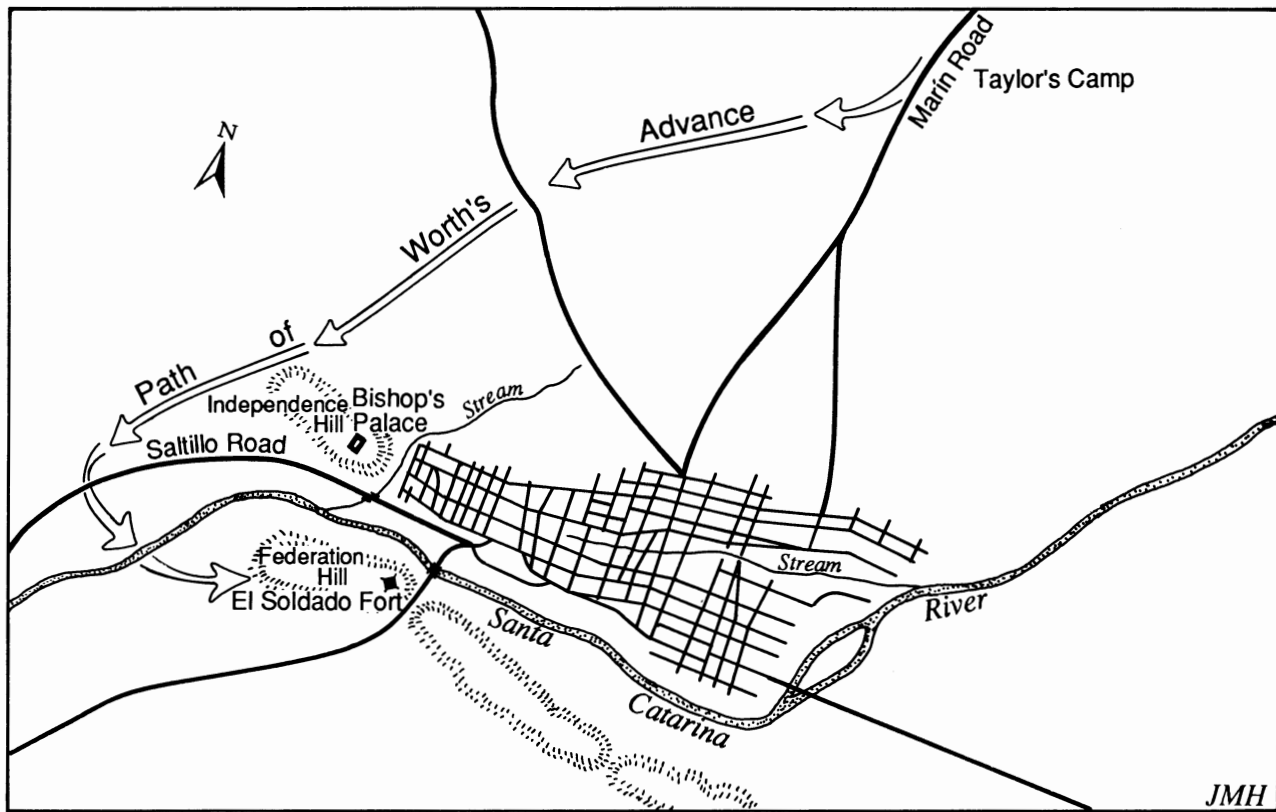 Marín Road
Taylor's Camp
N
Path of Worth's Advance
Independence
Hill
Bishop's
Palace
Stream
Saltillo Road
Federation
Hill
El Soldado Fort
Stream
Santa Catarina River
JMH